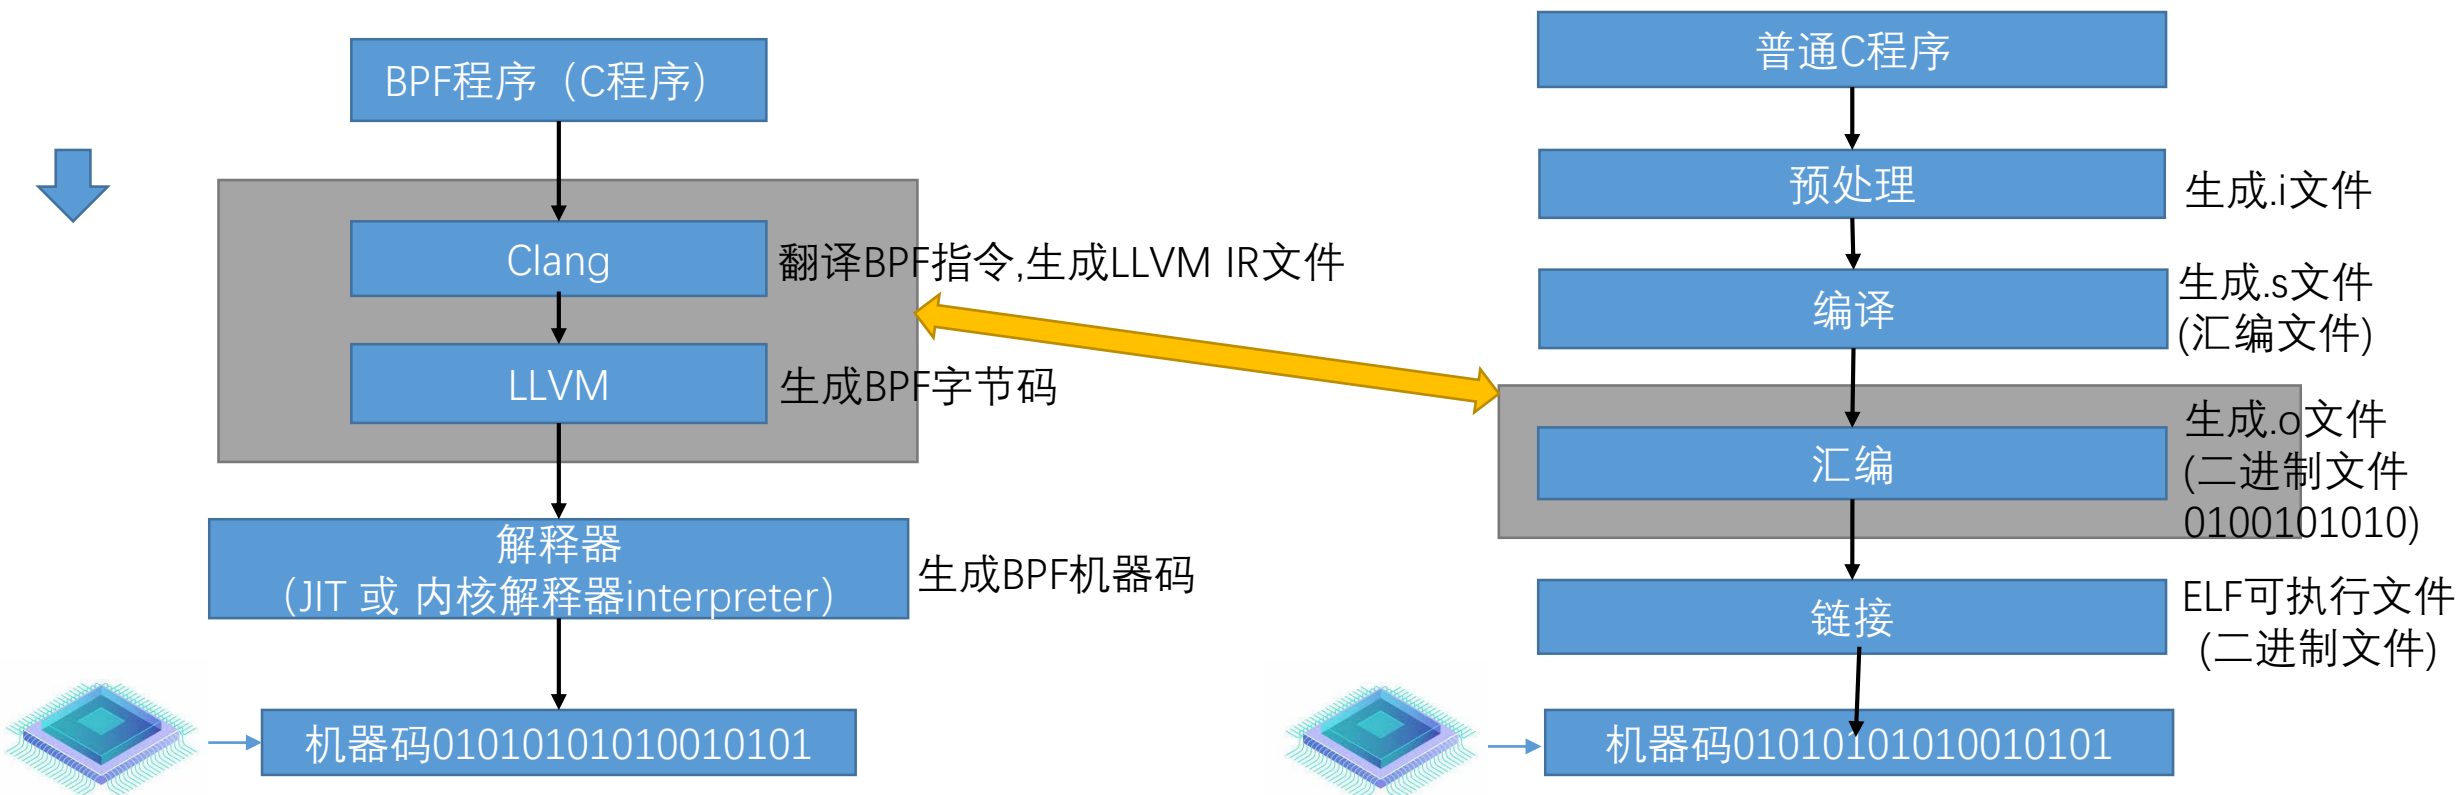 BPF程序（C程序）
Clang
翻译BPF指令,生成LLVM IR文件
LLVM
生成BPF字节码
解释器
（JIT 或 内核解释器interpreter）
生成BPF机器码
机器码01010101010010101
普通C程序
预处理
生成.i文件
编译
生成.s文件
(汇编文件)
汇编
生成.o文件
(二进制文件
0100101010)
链接
ELF可执行文件
(二进制文件)
机器码01010101010010101